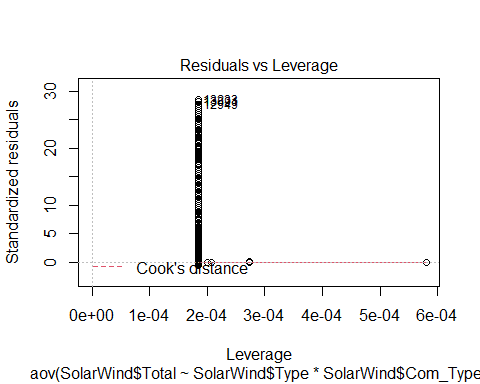 Residuals vs Leverage
Standardized residuals
30
20
10
5
0
12949
Cook's distance
0e+00 1e-04 2e-04 3e-04 4e-04 5e-04 6e-04
Leverage
aov(SolarWind$Total ~ SolarWind$Type * SolarWind$Com_Type